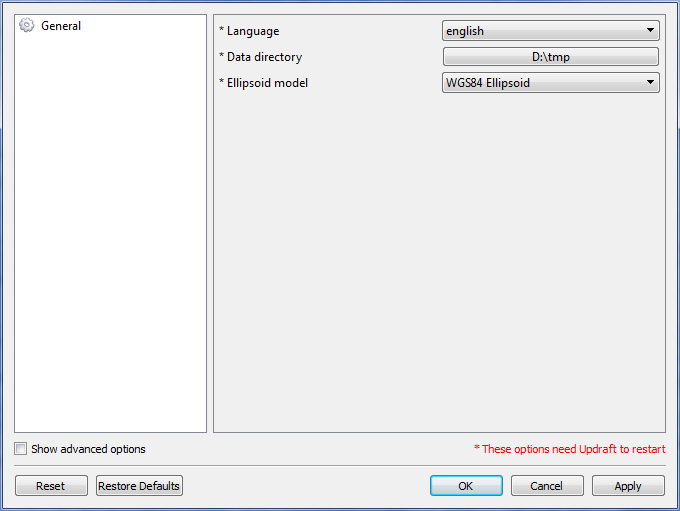 General
* Language
english
* Data directory
D:\tmp
* Ellipsoid model
WGS84 Ellipsoid
Show advanced options
* These options need Updraft to restart
Reset
Restore Defaults
OK
Cancel
Apply